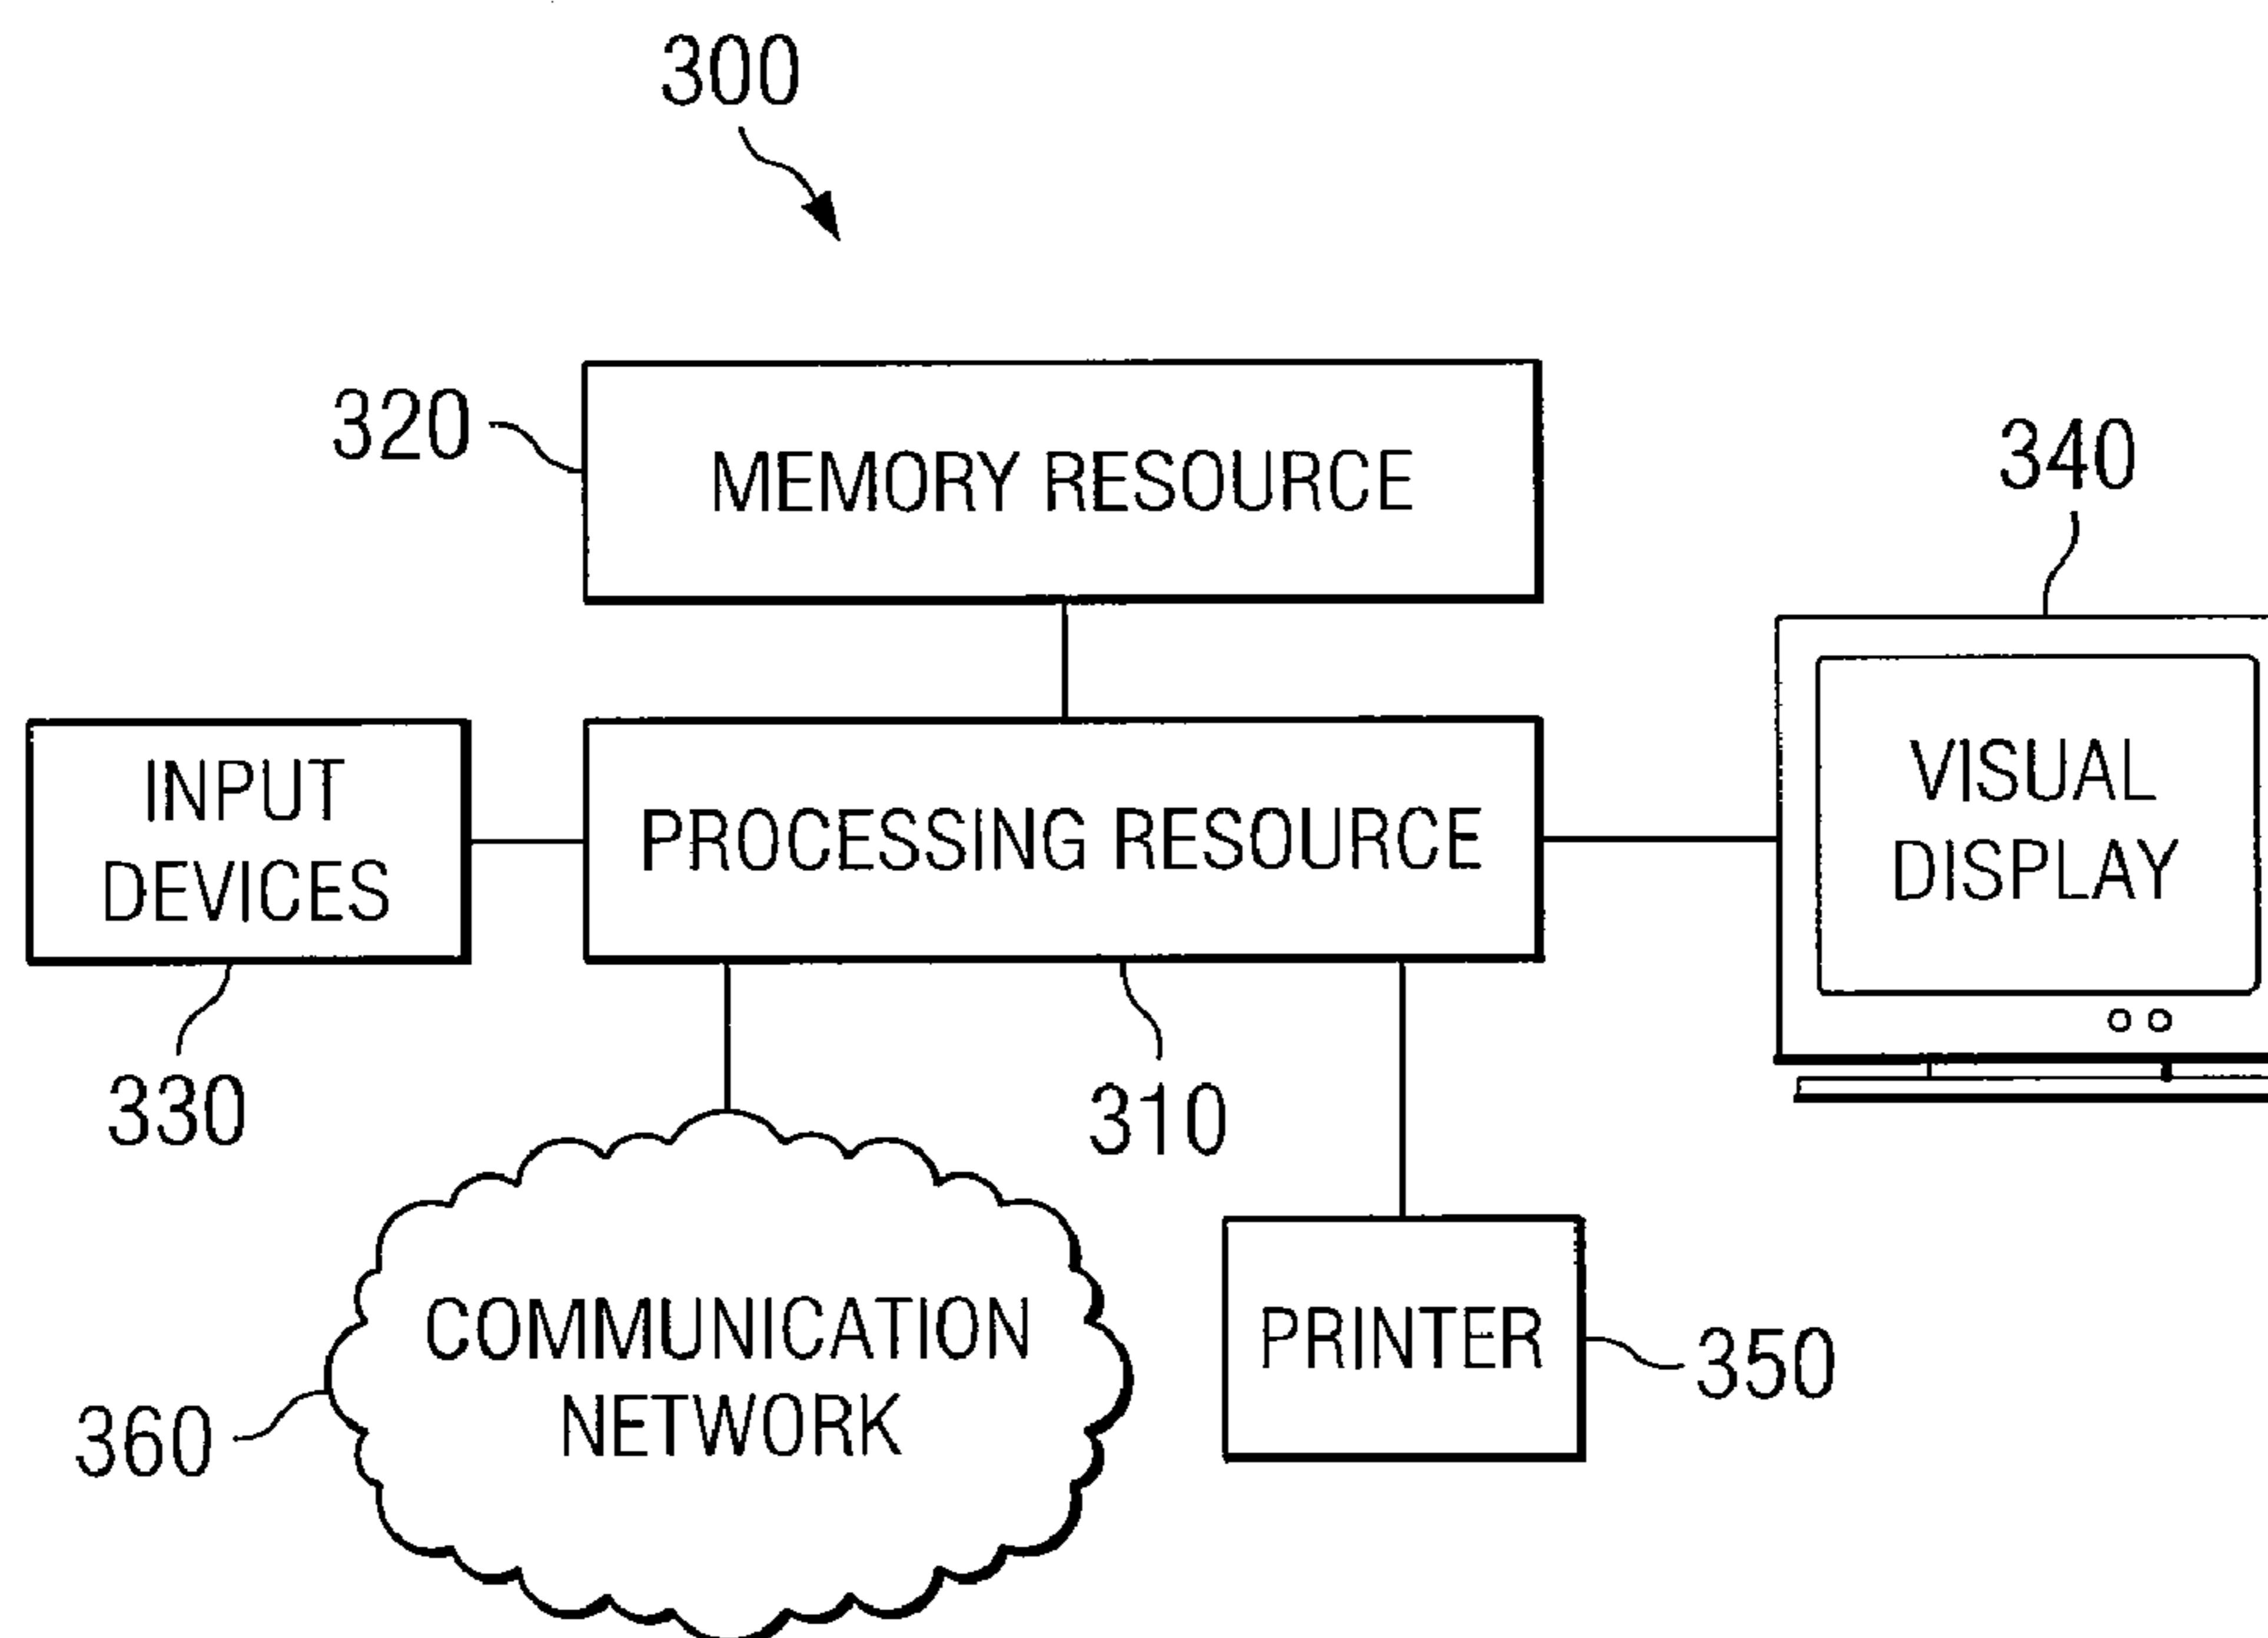 300
320
MEMORY RESOURCE
340
INPUT
DEVICES
PROCESSING RESOURCE
VISUAL
DISPLAY
330
310
COMMUNICATION
NETWORK
360
PRINTER
350